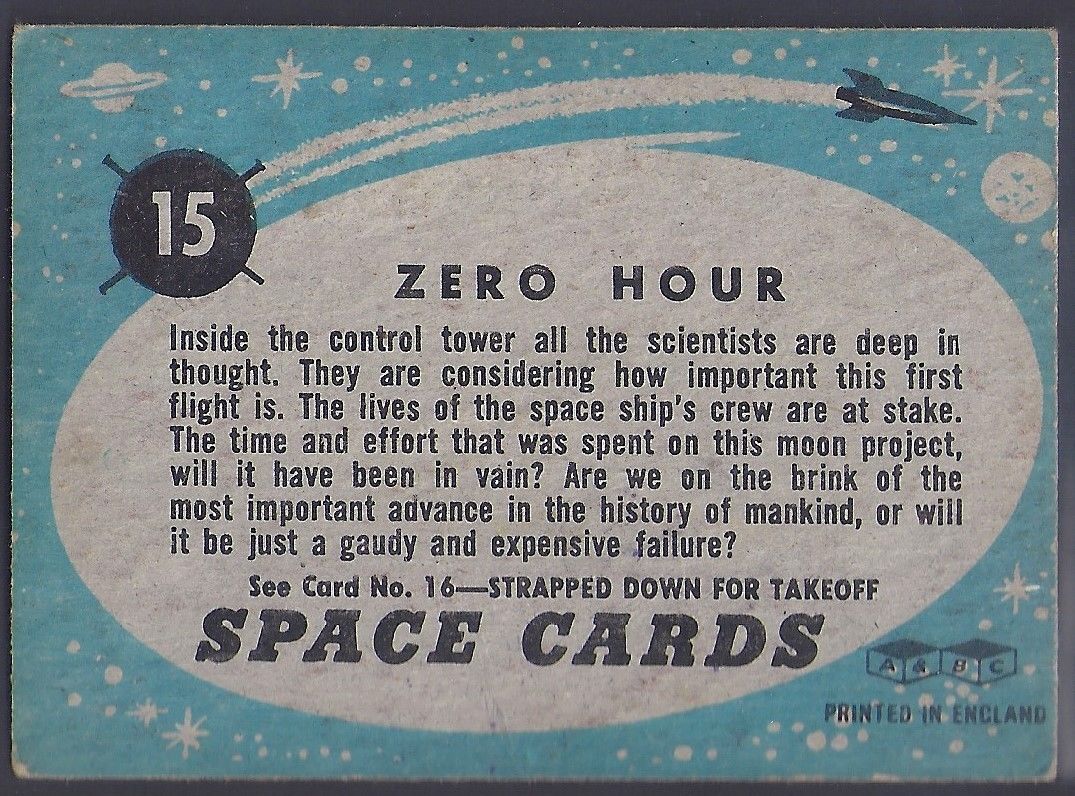 15
ZERO HOUR
Inside the control tower all the scientists are deep in
thought. They are considering how important this first
flight is. The lives of the space ship's crew are at stake.
The time and effort that was spent on this moon project,
will it have been in vain? Are we on the brink of the
most important advance in the history of mankind, or will
it be just a gaudy and expensive failure?
See Card No. 16—STRAPPED DOWN FOR TAKEOFF
SPACE CARDS
A & B C
PRINTED IN ENGLAND